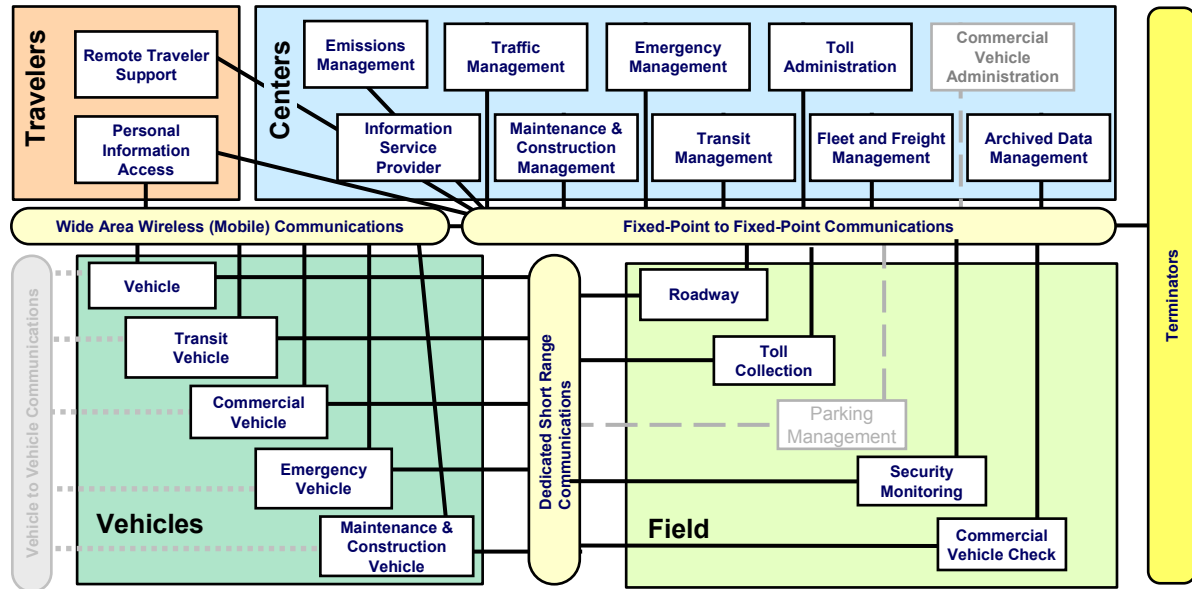 Travelers
Remote Traveler
Support
Personal
Information
Access
Centers
Emissions
Management
Traffic
Management
Emergency
Management
Toll
Administration
Commercial
Vehicle
Administration
Information
Service
Provider
Maintenance &
Construction
Management
Transit
Management
Fleet and Freight
Management
Archived Data
Management
Wide Area Wireless (Mobile) Communications
Fixed-Point to Fixed-Point Communications
Terminators
Vehicle to Vehicle Communications
Vehicle
Transit
Vehicle
Commercial
Vehicle
Emergency
Vehicle
Maintenance &
Construction
Vehicle
Vehicles
Dedicated Short Range
Communications
Roadway
Toll
Collection
Parking
Management
Security
Monitoring
Commercial
Vehicle Check
Field